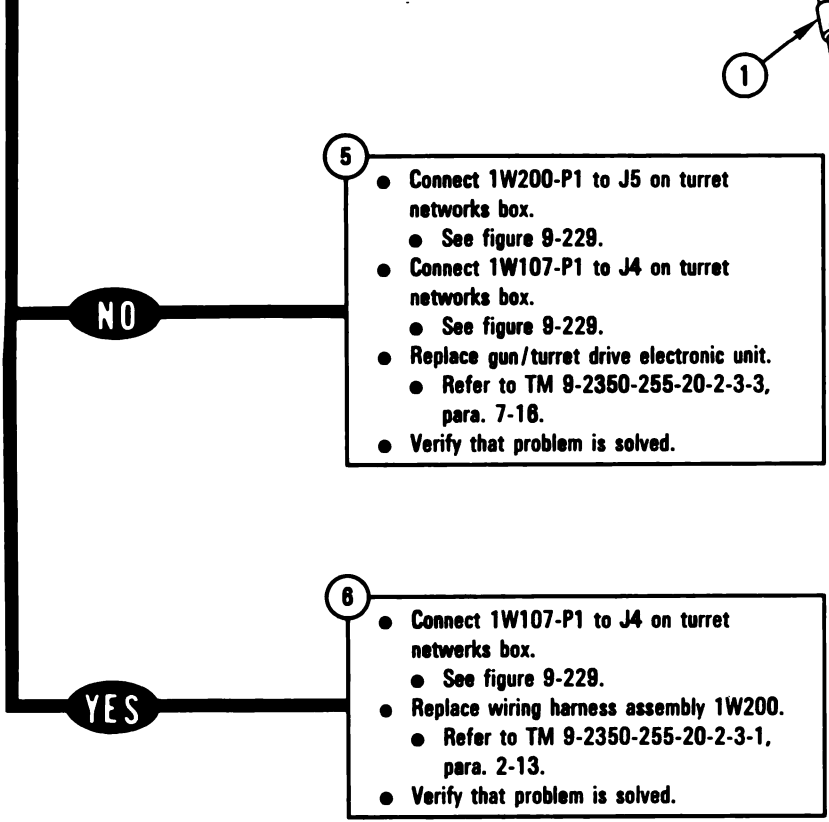 1
5
● Connect 1W200-P1 to J5 on turret
networks box.
● See figure 9-229.
● Connect 1W107-P1 to J4 on turret
networks box.
● See figure 9-229.
NO
● Replace gun/turret drive electronic unit.
● Refer to TM 9-2350-255-20-2-3-3,
para. 7-16.
● Verify that problem is solved.
6
● Connect 1W107-P1 to J4 on turret
netwerks box.
● See figure 9-229.
YES
● Replace wiring harness assembly 1W200.
● Refer to TM 9-2350-255-20-2-3-1,
para. 2-13.
● Verify that problem is solved.